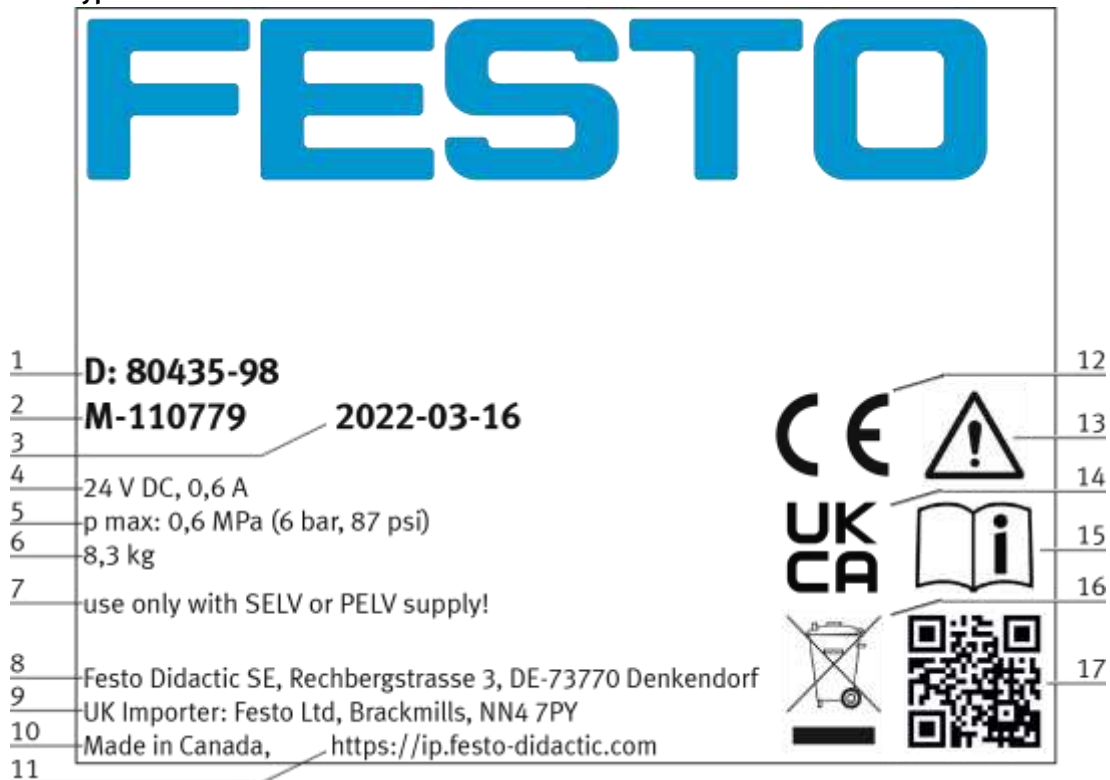 FESTO
1 D: 80435-98
2 M-110779 2022-03-16
3
4 24 V DC, 0,6 A
5 p max: 0,6 MPa (6 bar, 87 psi)
6 8,3 kg
7 use only with SELV or PELV supply!
8 Festo Didactic SE, Rechbergstrasse 3, DE-73770 Denkendorf
9 UK Importer: Festo Ltd, Brackmills, NN4 7PY
10 Made in Canada, https://ip.festo-didactic.com
11
12
CE
13
14
UK
CA
i
15
16
17